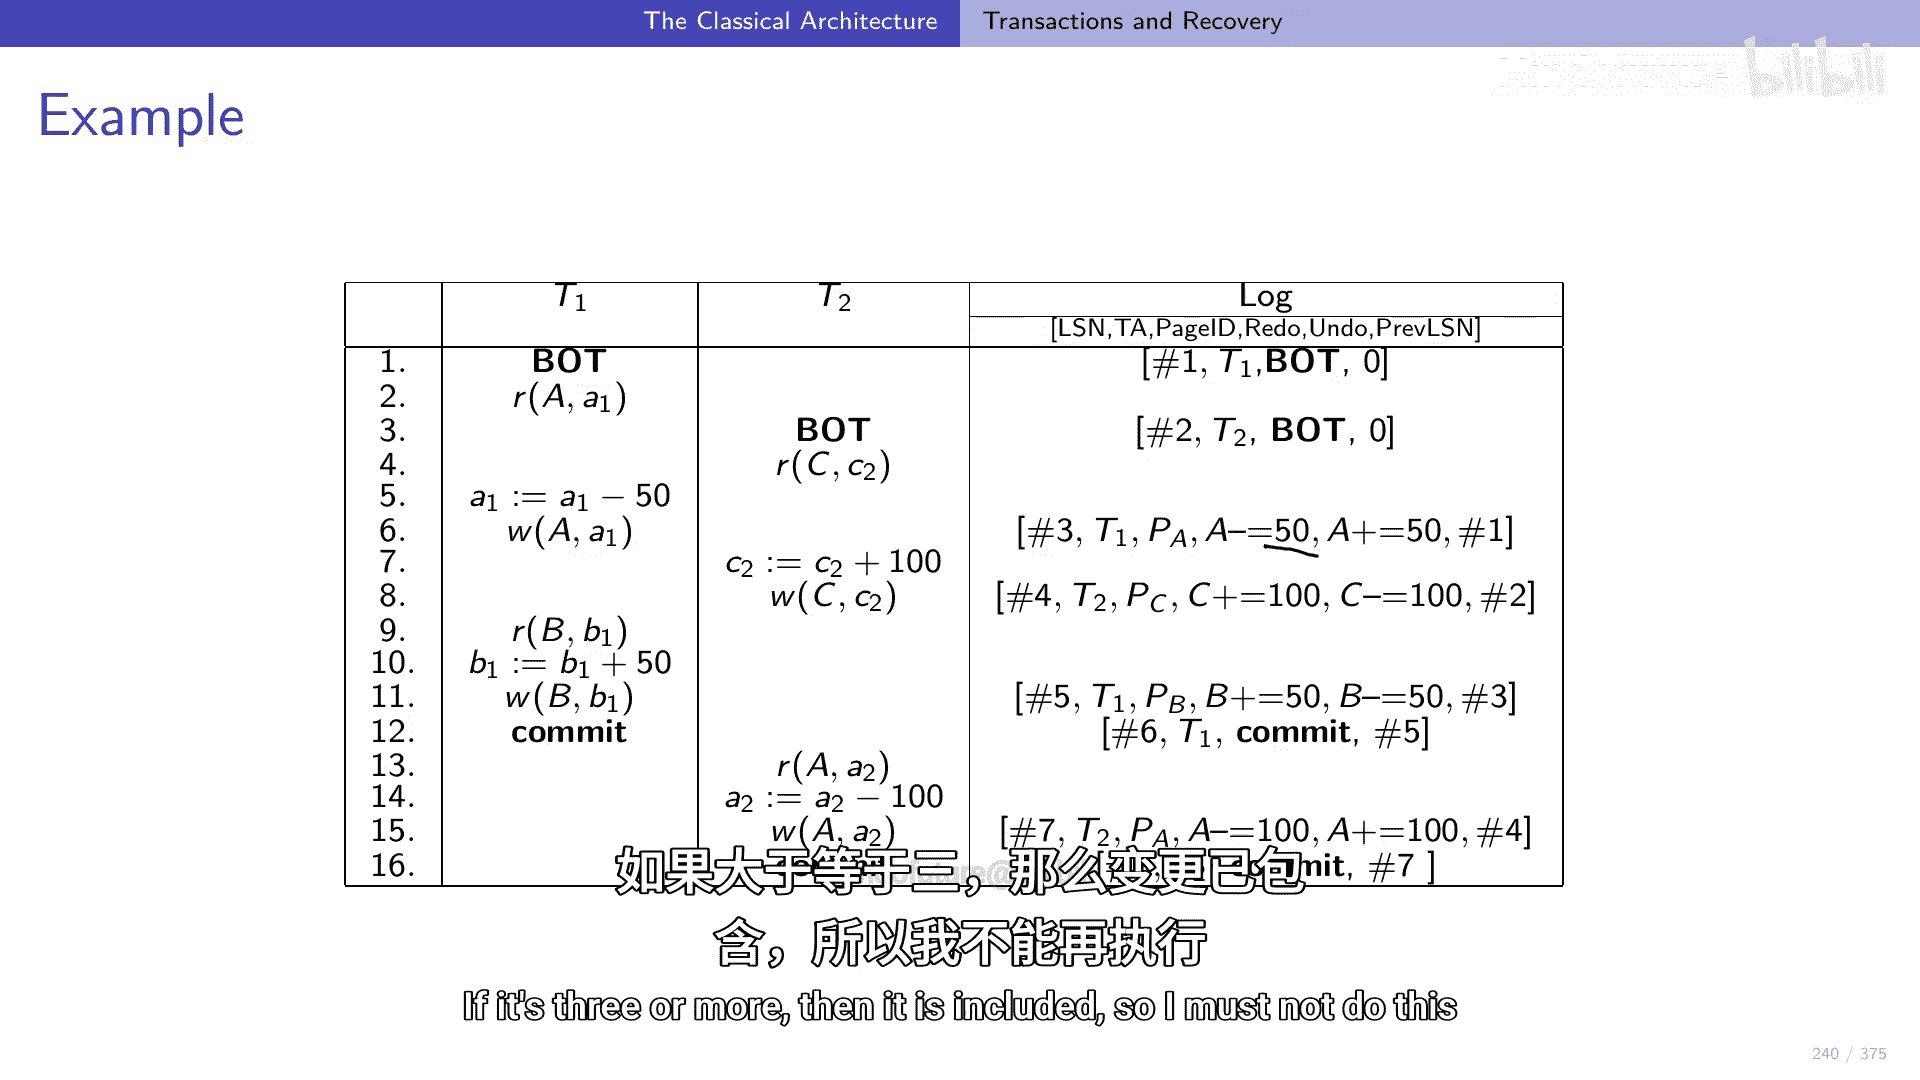 The Classical Architecture Transactions and Recovery
bilibili
Example
T₁ T₂ Log
[LSN,TA,PageID,Redo,Undo,PrevLSN]
1. BOT [#1, T₁,BOT, 0]
2. r(A, a₁)
3. BOT [#2, T₂, BOT, 0]
4. r(C, c₂)
5. a₁ := a₁ − 50
6. w(A, a₁) [#3, T₁, P_A, A–=50, A+=50, #1]
7. c₂ := c₂ + 100
8. w(C, c₂) [#4, T₂, P_C, C+=100, C–=100, #2]
9. r(B, b₁)
10. b₁ := b₁ + 50
11. w(B, b₁) [#5, T₁, P_B, B+=50, B–=50, #3]
12. commit [#6, T₁, commit, #5]
13. r(A, a₂)
14. a₂ := a₂ − 100
15. w(A, a₂) [#7, T₂, P_A, A–=100, A+=100, #4]
16. commit, #7 ]
如果大于等于三，那么变更已包
含，所以我不能再执行
If it's three or more, then it is included, so I must not do this
240 / 375